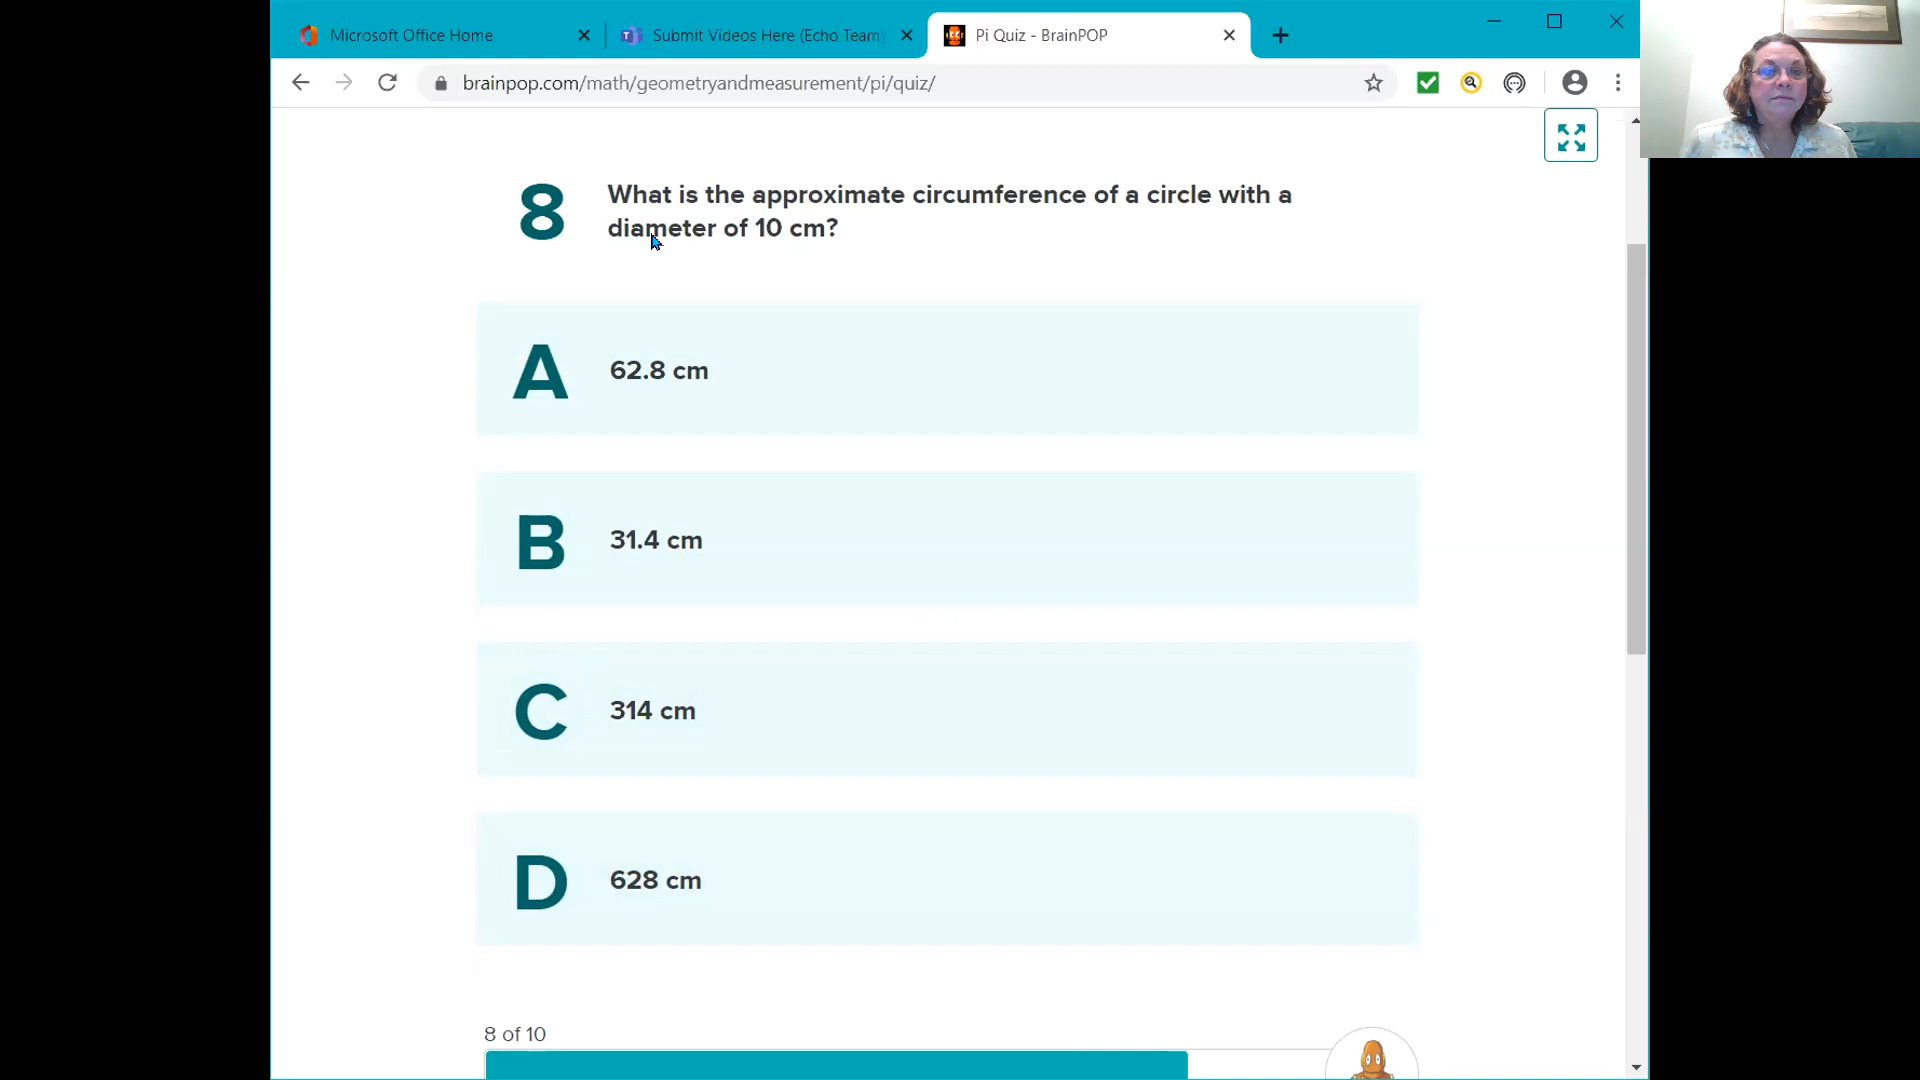 Microsoft Office Home
Submit Videos Here (Echo Team
Pi Quiz - BrainPOP
brainpop.com/math/geometryandmeasurement/pi/quiz/
8
What is the approximate circumference of a circle with a
diameter of 10 cm?
A
62.8 cm
B
31.4 cm
C
314 cm
D
628 cm
8 of 10